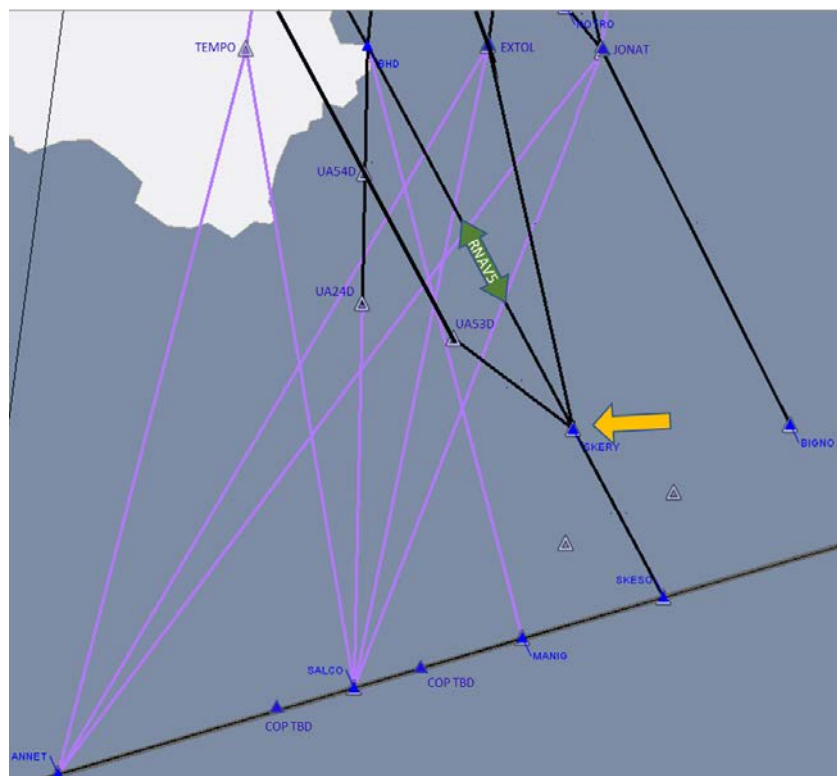 TEMPO
BHD
EXTOL
JONAT
UA54D
RNAV5
UA24D
UA53D
SKERY
BIGNO
SKESO
MANIG
SALCO
COP TBD
COP TBD
ANNET